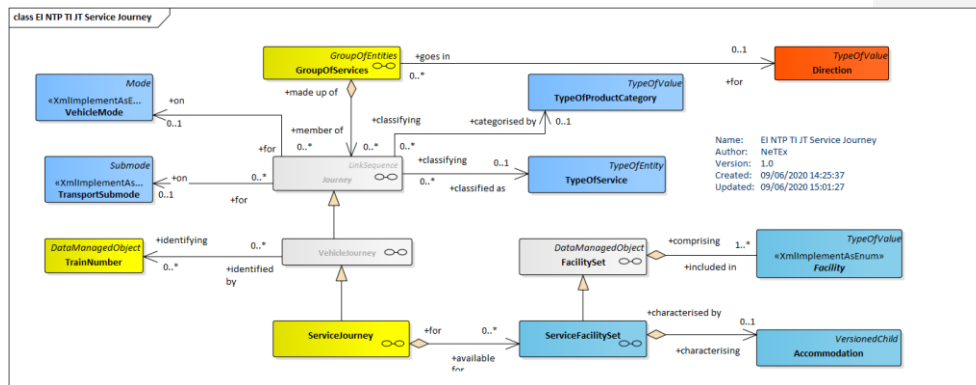 class EI NTP TI JT Service Journey
GroupOfEntities
GroupOfServices
+goes in
0..*
0..1
+for
TypeOfValue
Direction
Mode
«XmlImplementAsE...
VehicleMode
+on
0..1
+made up of
+member of
0..*
+for
0..*
+classifying
0..*
0..*
+categorised by
0..1
TypeOfValue
TypeOfProductCategory
Name: EI NTP TI JT Service Journey
Author: NeTEx
Version: 1.0
Created: 09/06/2020 14:25:37
Updated: 09/06/2020 15:01:27
Submode
«XmlImplementAs...
TransportSubmode
+on
0..1
0..*
+for
LinkSequence
Journey
+classifying
0..*
0..1
+classified as
TypeOfEntity
TypeOfService
DataManagedObject
TrainNumber
+identifying
0..*
0..*
+identified
by
VehicleJourney
DataManagedObject
FacilitySet
+comprising
1..*
+included in
TypeOfValue
«XmlImplementAsEnum»
Facility
ServiceJourney
+for
0..*
+available
for
ServiceFacilitySet
+characterised by
0..1
+characterising
VersionedChild
Accommodation